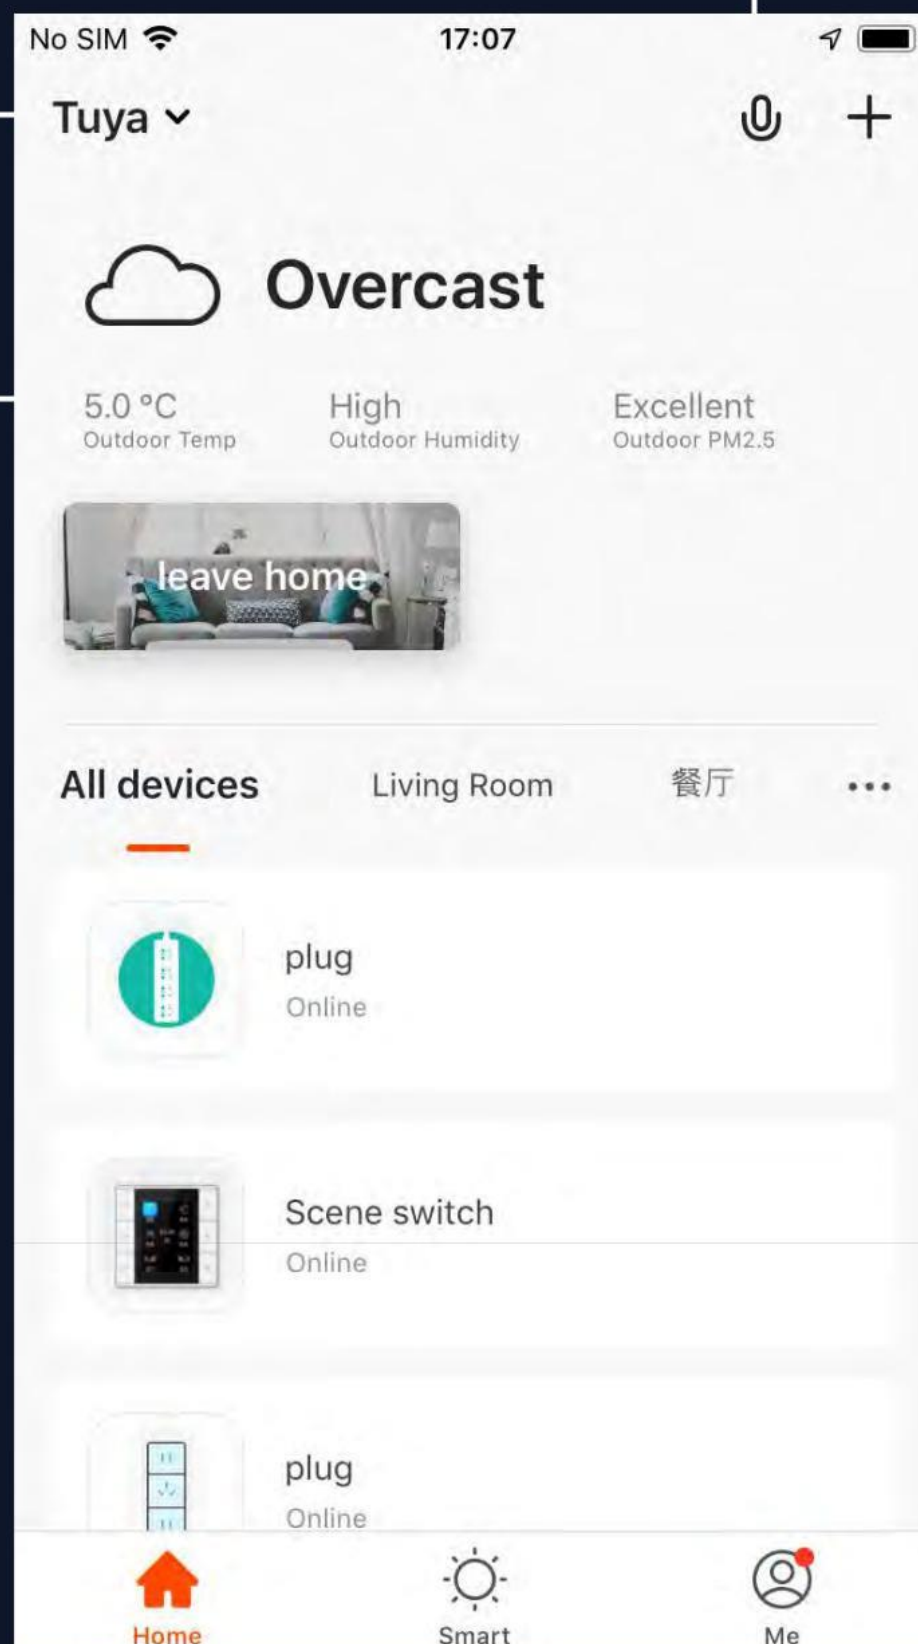 No SIM 17:07
Tuya
Overcast
5.0 °C High Excellent
Outdoor Temp Outdoor Humidity Outdoor PM2.5
leave home
All devices Living Room 餐厅
plug
Online
Scene switch
Online
plug
Online
Home Smart Me